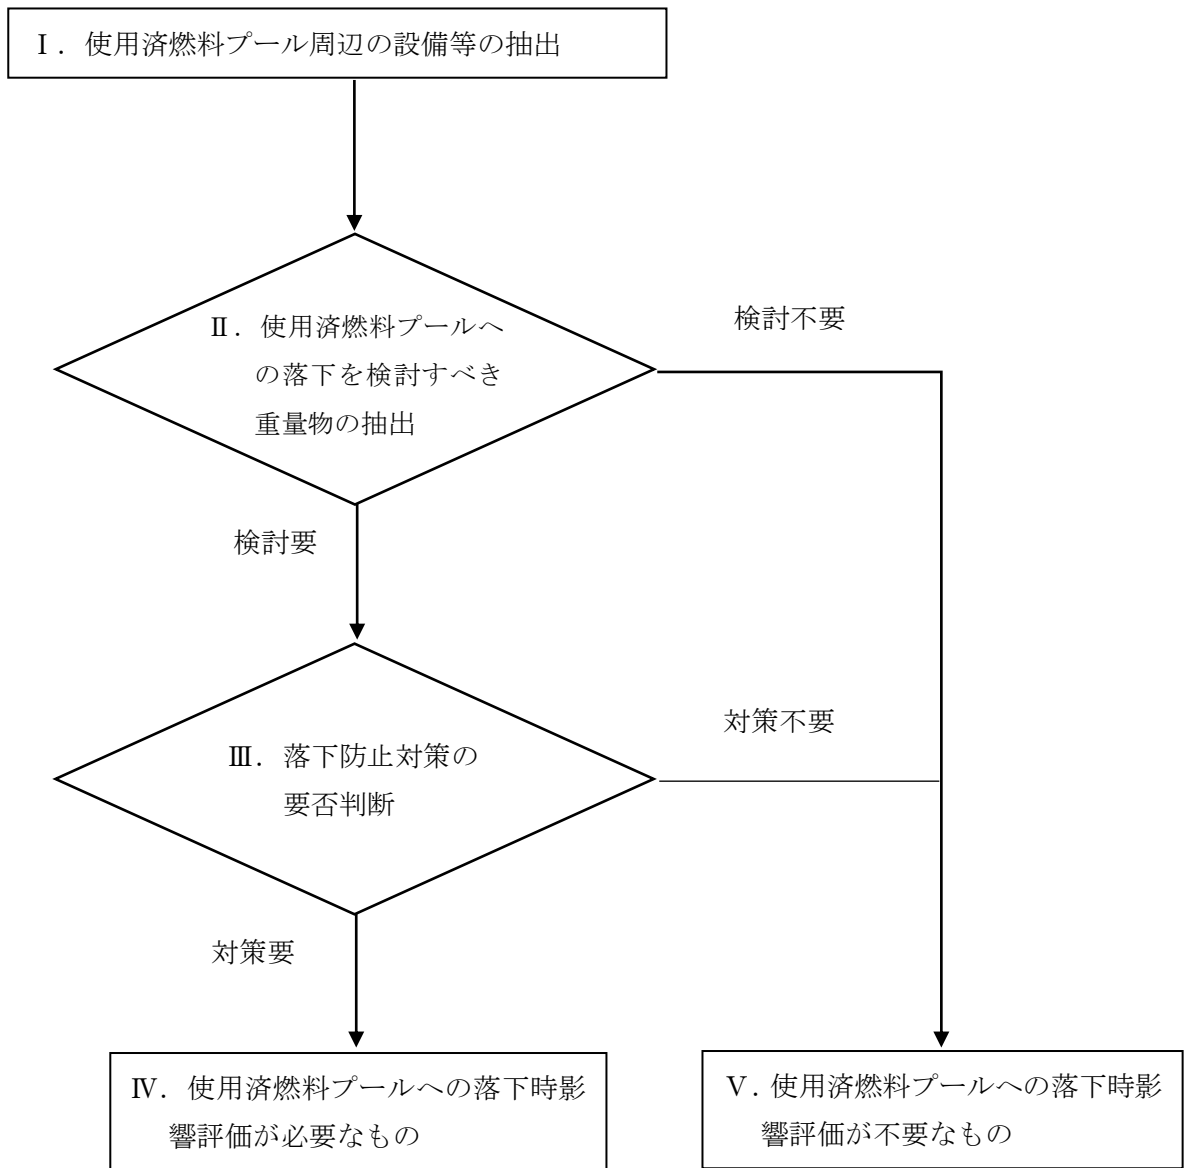 Ⅰ．使用済燃料プール周辺の設備等の抽出
Ⅱ．使用済燃料プールへ
の落下を検討すべき
重量物の抽出
検討不要
検討要
Ⅲ．落下防止対策の
要否判断
対策不要
対策要
Ⅳ．使用済燃料プールへの落下時影
響評価が必要なもの
Ⅴ．使用済燃料プールへの落下時影
響評価が不要なもの